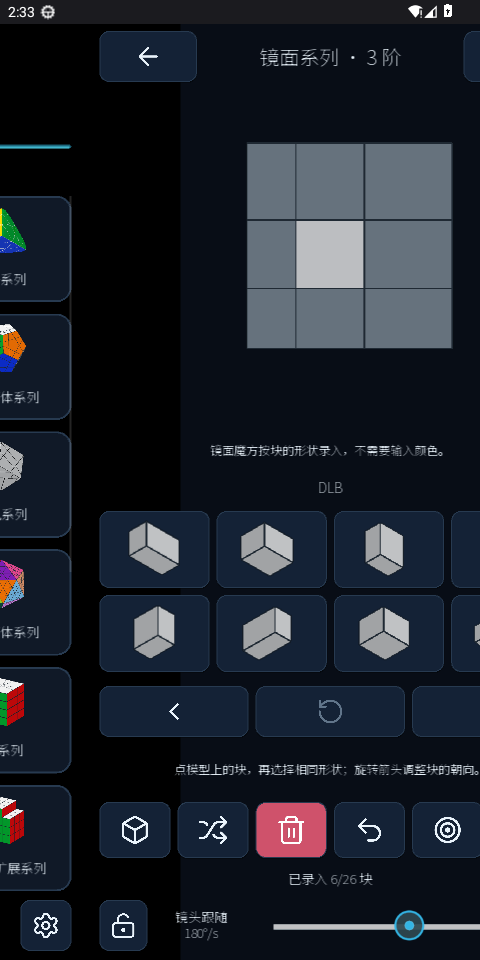 2:33
镜面系列 · 3 阶
系列
体系列
系列
体系列
系列
扩展系列
镜面魔方按块的形状录入，不需要输入颜色。
DLB
点模型上的块，再选择相同形状；旋转箭头调整块的朝向。
已录入 6/26 块
镜头跟随
180°/s